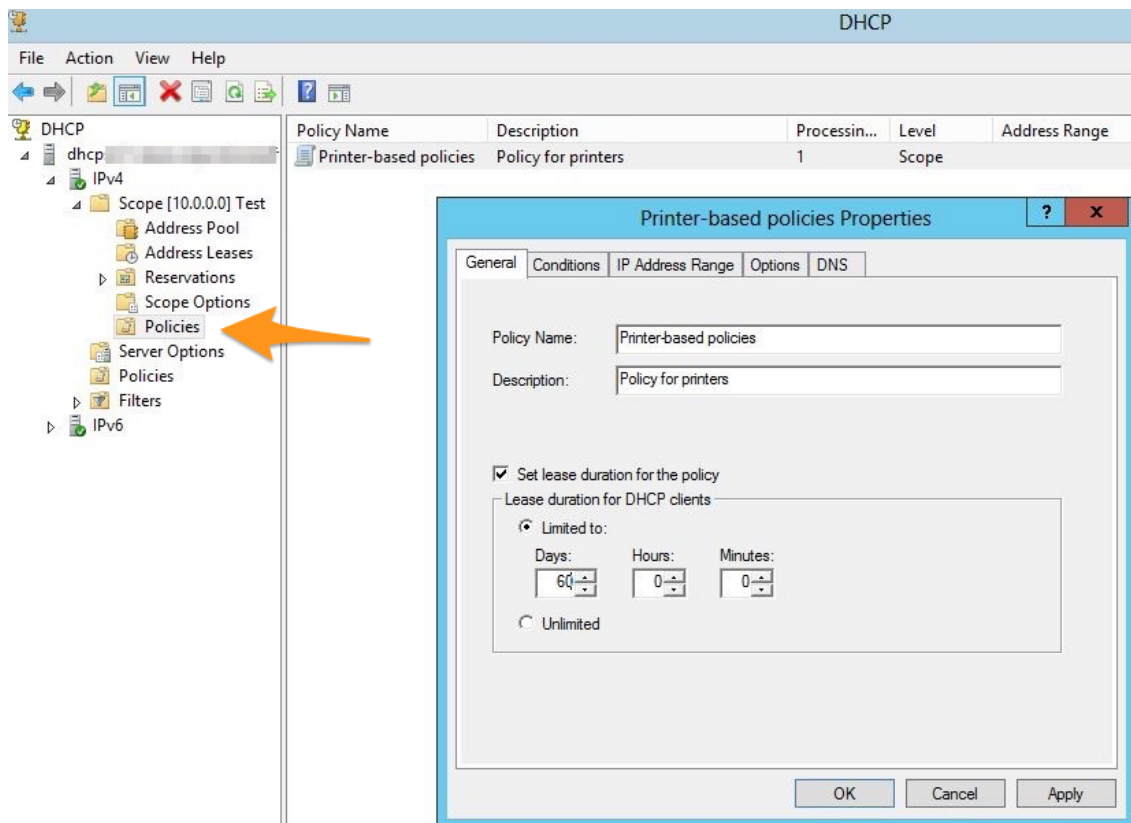 DHCP
File Action View Help
DHCP
dhcp
IPv4
Scope [10.0.0.0] Test
Address Pool
Address Leases
Reservations
Scope Options
Policies
Server Options
Policies
Filters
IPv6
Policy Name Description Processin... Level Address Range
Printer-based policies Policy for printers 1 Scope
Printer-based policies Properties ? x
General Conditions IP Address Range Options DNS
Policy Name: Printer-based policies
Description: Policy for printers
Set lease duration for the policy
Lease duration for DHCP clients
Limited to:
Days: Hours: Minutes:
60 0 0
Unlimited
OK Cancel Apply